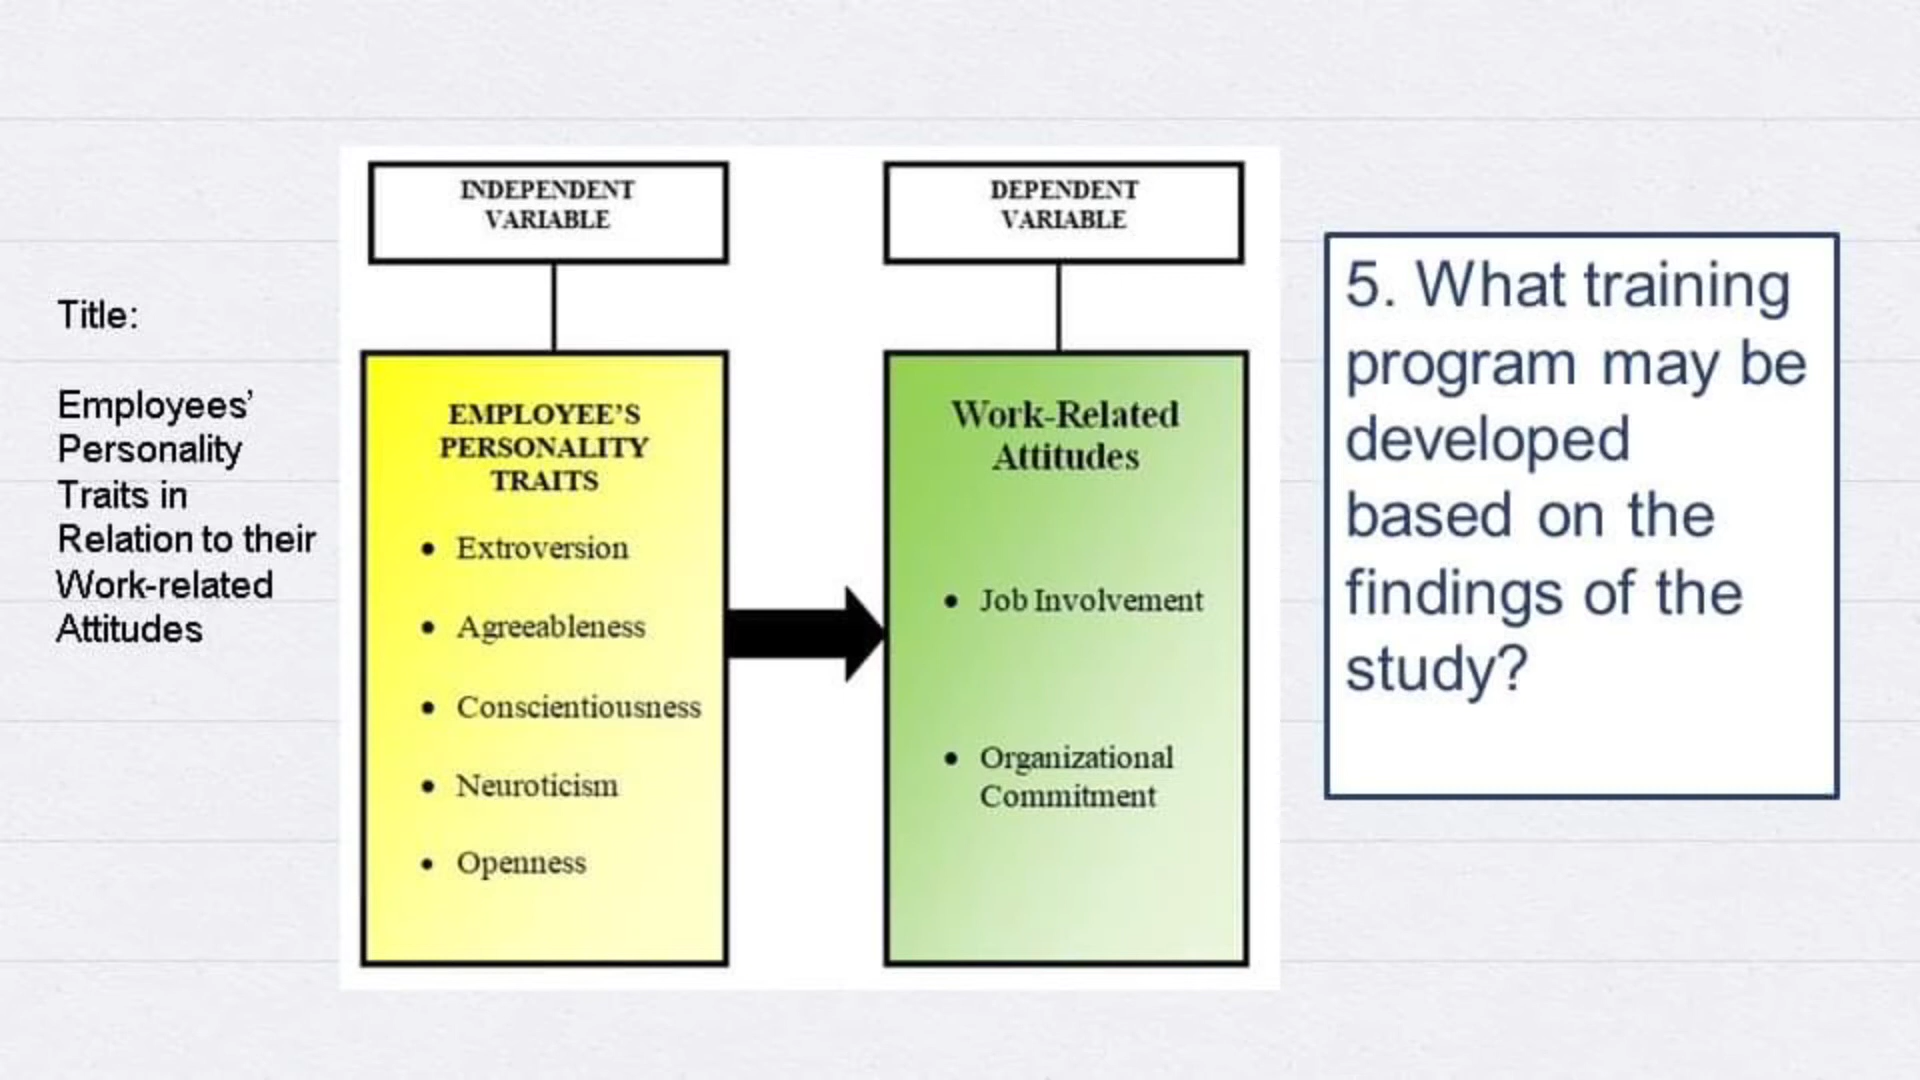 Title:
Employees'
Personality
Traits in
Relation to their
Work-related
Attitudes
INDEPENDENT
VARIABLE
EMPLOYEE'S
PERSONALITY
TRAITS
• Extroversion
• Agreeableness
• Conscientiousness
• Neuroticism
• Openness
DEPENDENT
VARIABLE
Work-Related
Attitudes
• Job Involvement
• Organizational
Commitment
5. What training
program may be
developed
based on the
findings of the
study?